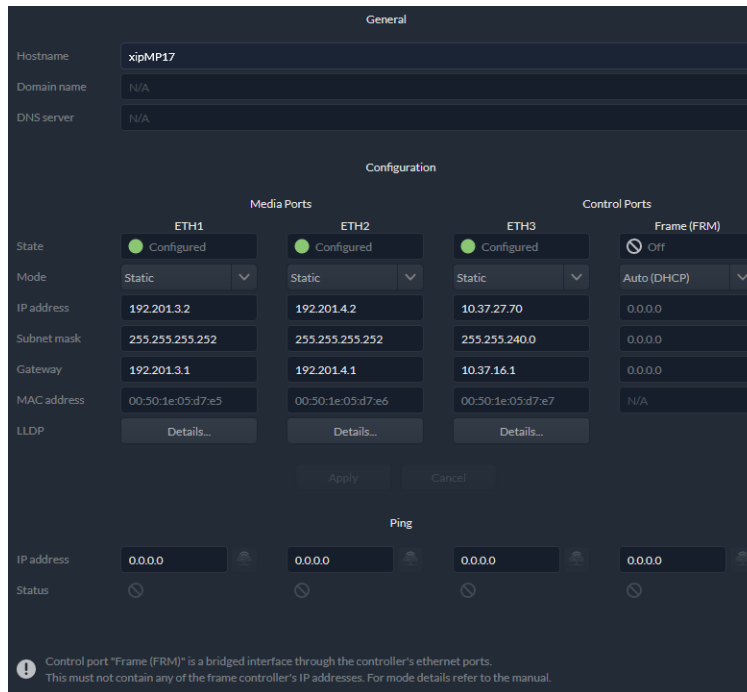 General
Hostname xipMP17
Domain name N/A
DNS server N/A
Configuration
Media Ports Control Ports
ETH1 ETH2 ETH3 Frame (FRM)
State Configured Configured Configured Off
Mode Static Static Static Auto (DHCP)
IP address 192.201.3.2 192.201.4.2 10.37.27.70 0.0.0.0
Subnet mask 255.255.255.252 255.255.255.252 255.255.240.0 0.0.0.0
Gateway 192.201.3.1 192.201.4.1 10.37.16.1 0.0.0.0
MAC address 00:50:1e:05:d7:e5 00:50:1e:05:d7:e6 00:50:1e:05:d7:e7 N/A
LLDP Details... Details... Details...
Apply Cancel
Ping
IP address 0.0.0.0 0.0.0.0 0.0.0.0 0.0.0.0
Status
Control port "Frame (FRM)" is a bridged interface through the controller's ethernet ports.
This must not contain any of the frame controller's IP addresses. For mode details refer to the manual.